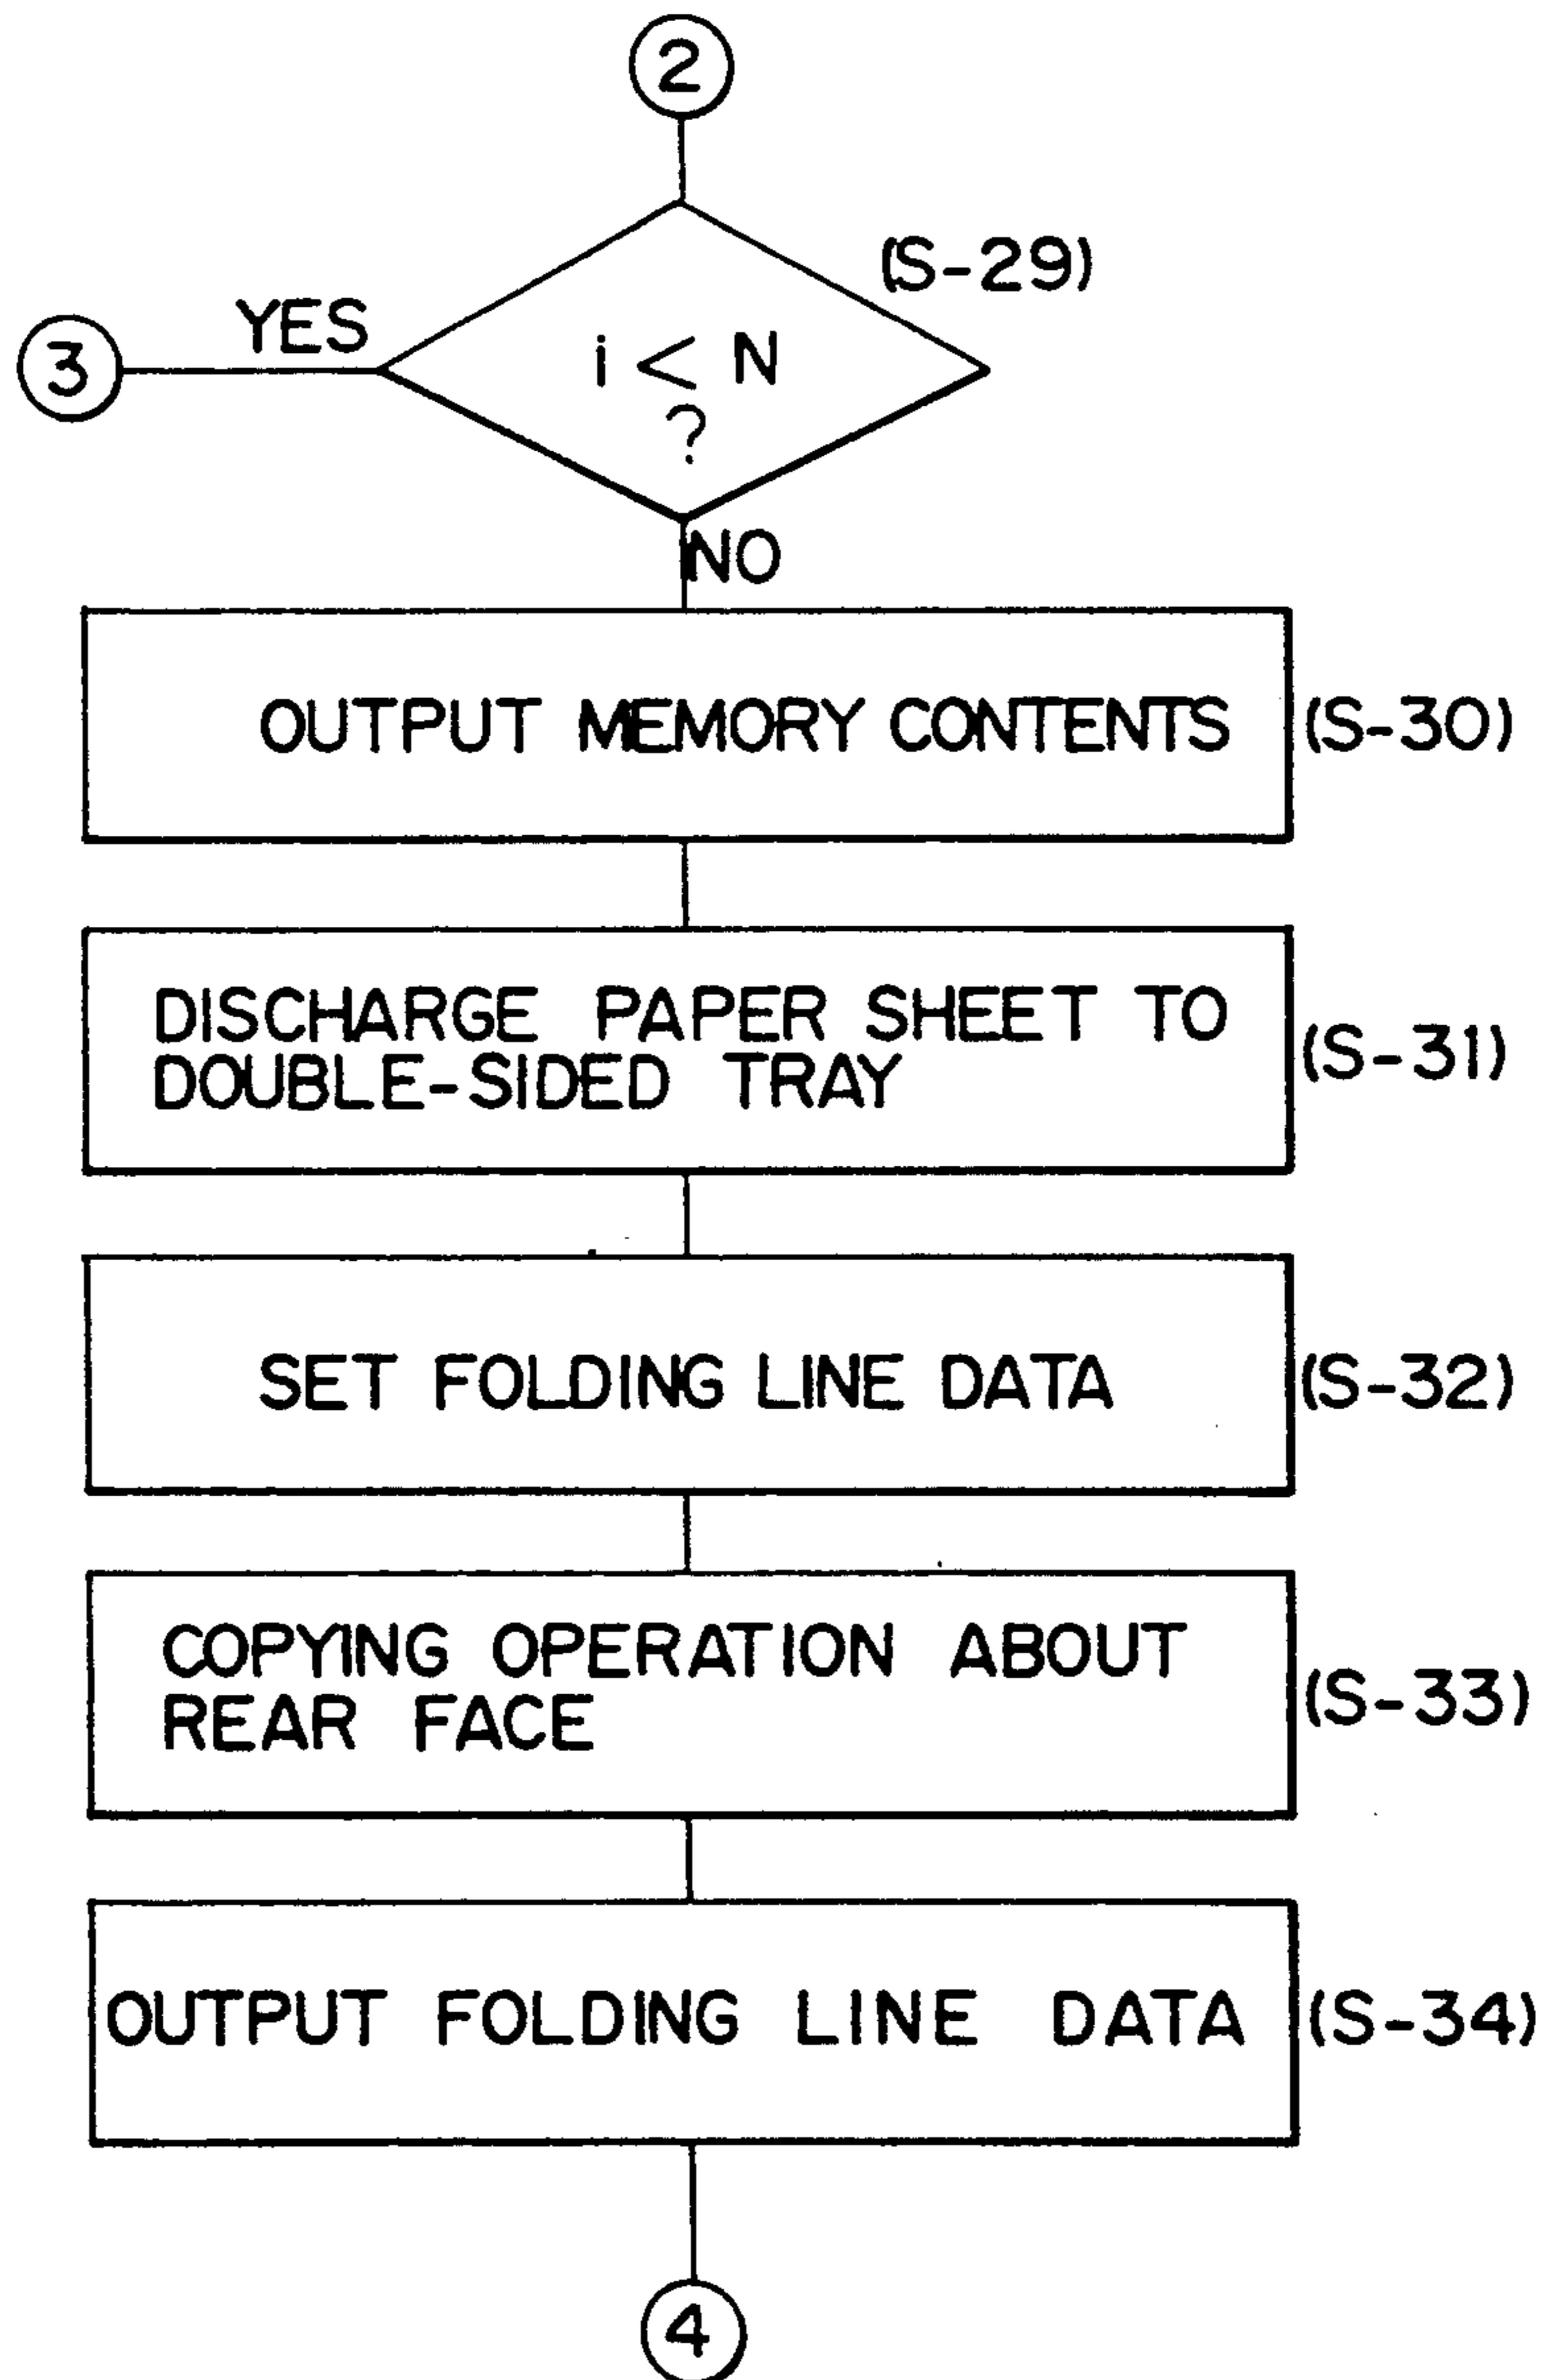 2
(S-29)
YES
3
i < N
?
NO
OUTPUT MEMORY CONTENTS
(S-30)
DISCHARGE PAPER SHEET TO
DOUBLE-SIDED TRAY
(S-31)
SET FOLDING LINE DATA
(S-32)
COPYING OPERATION ABOUT
REAR FACE
(S-33)
OUTPUT FOLDING LINE DATA
(S-34)
4